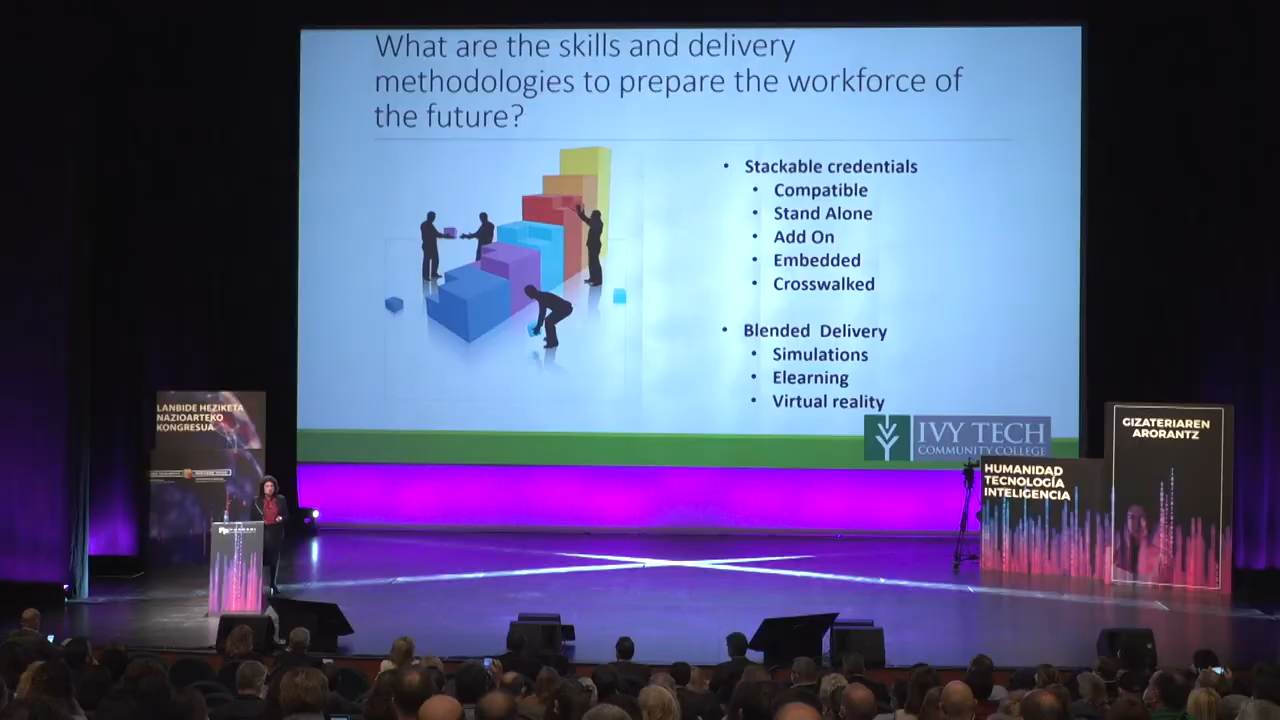 What are the skills and delivery
methodologies to prepare the workforce of
the future?
• Stackable credentials
• Compatible
• Stand Alone
• Add On
• Embedded
• Crosswalked
• Blended Delivery
• Simulations
• Elearning
• Virtual reality
IVY TECH
COMMUNITY COLLEGE
LANBIDE HEZIKETA
NAZIOARTEKO
KONGRESUA
HUMANIDAD
TECNOLOGÍA
INTELIGENCIA
GIZATERIAREN
ARORANTZ